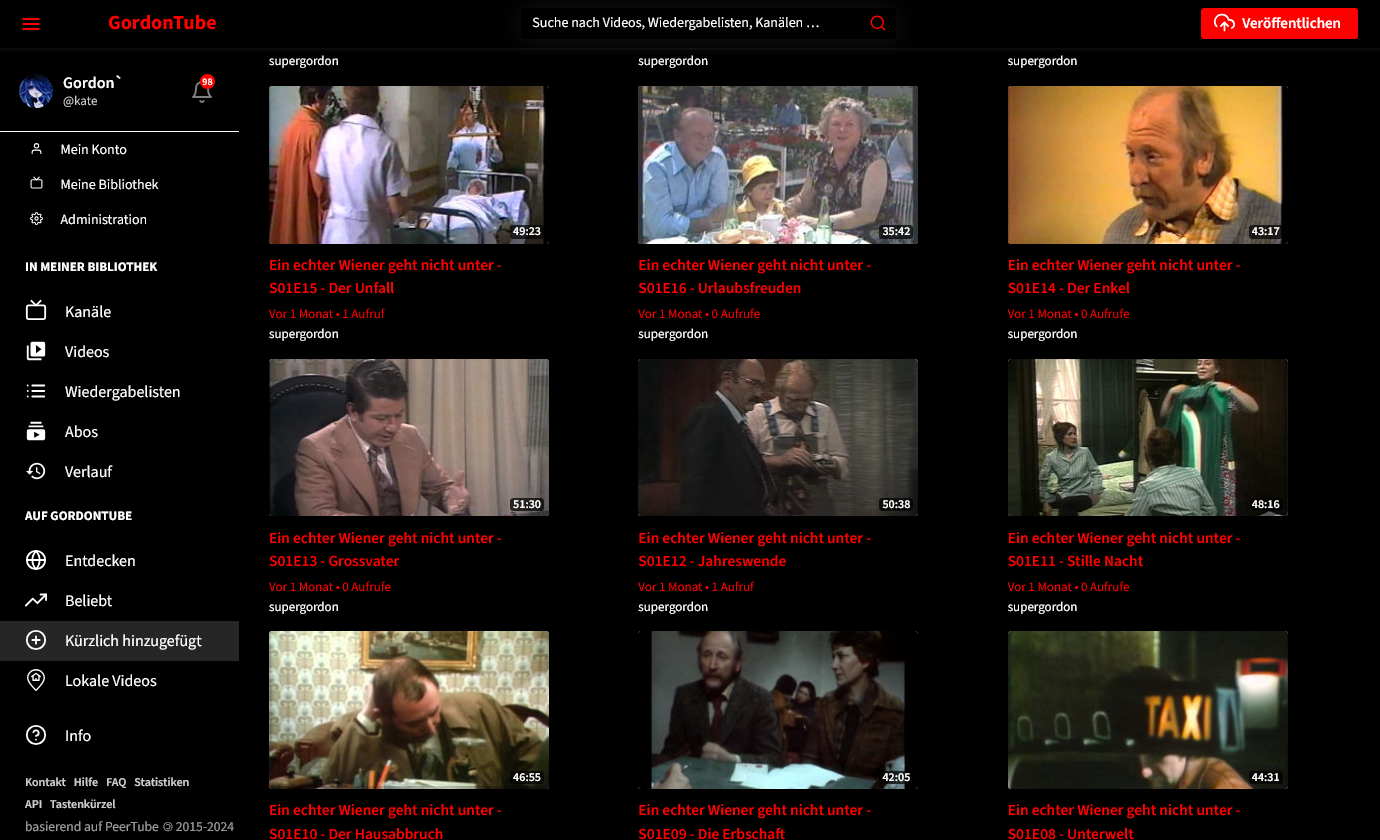 GordonTube
Suche nach Videos, Wiedergabelisten, Kanälen …
Veröffentlichen
Gordon`
@kate
98
Mein Konto
Meine Bibliothek
Administration
IN MEINER BIBLIOTHEK
Kanäle
Videos
Wiedergabelisten
Abos
Verlauf
AUF GORDONTUBE
Entdecken
Beliebt
Kürzlich hinzugefügt
Lokale Videos
Info
Kontakt Hilfe FAQ Statistiken
API Tastenkürzel
basierend auf PeerTube © 2015-2024
supergordon
supergordon
supergordon
49:23
Ein echter Wiener geht nicht unter -
S01E15 - Der Unfall
Vor 1 Monat • 1 Aufruf
supergordon
35:42
Ein echter Wiener geht nicht unter -
S01E16 - Urlaubsfreuden
Vor 1 Monat • 0 Aufrufe
supergordon
43:17
Ein echter Wiener geht nicht unter -
S01E14 - Der Enkel
Vor 1 Monat • 0 Aufrufe
supergordon
51:30
Ein echter Wiener geht nicht unter -
S01E13 - Grossvater
Vor 1 Monat • 0 Aufrufe
supergordon
50:38
Ein echter Wiener geht nicht unter -
S01E12 - Jahreswende
Vor 1 Monat • 1 Aufruf
supergordon
48:16
Ein echter Wiener geht nicht unter -
S01E11 - Stille Nacht
Vor 1 Monat • 0 Aufrufe
supergordon
46:55
Ein echter Wiener geht nicht unter -
S01E10 - Der Hausabbruch
42:05
Ein echter Wiener geht nicht unter -
S01E09 - Die Erbschaft
TAXI
44:31
Ein echter Wiener geht nicht unter -
S01E08 - Unterwelt